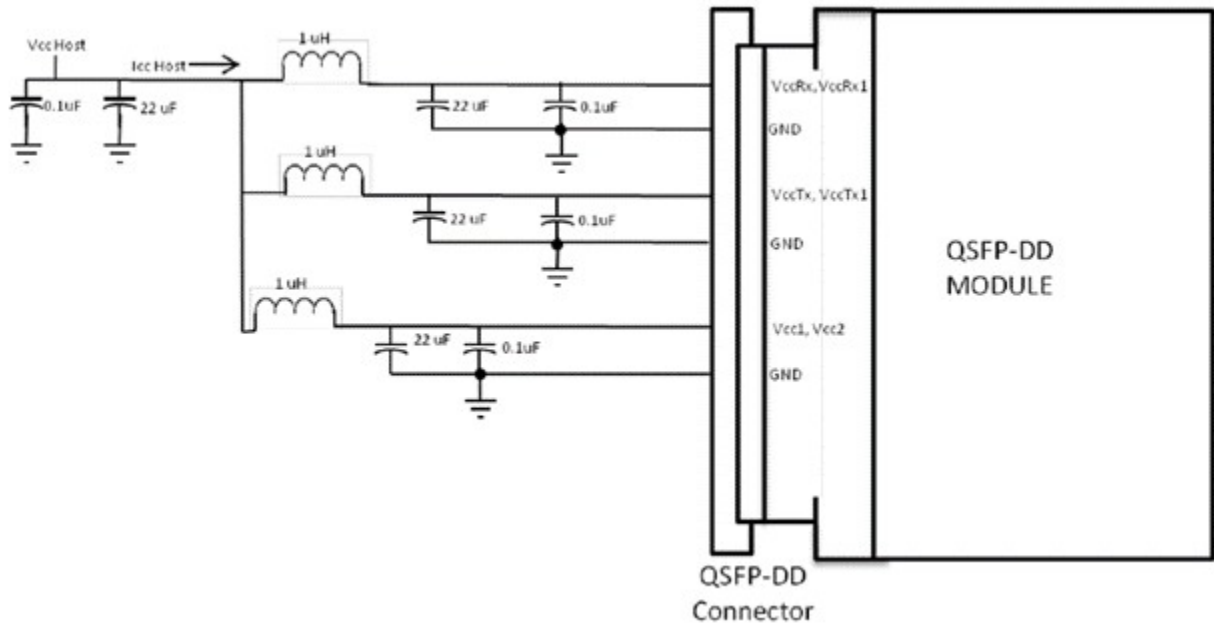 1 uH
Vcc Host
Icc Host
0.1uF
22 uF
22 uF
0.1uF
VccRx, VccRx1
GND
1 uH
22 uF
0.1uF
VccTx, VccTx1
GND
1 uH
22 uF
0.1uF
Vcc1, Vcc2
GND
QSFP-DD
MODULE
QSFP-DD
Connector